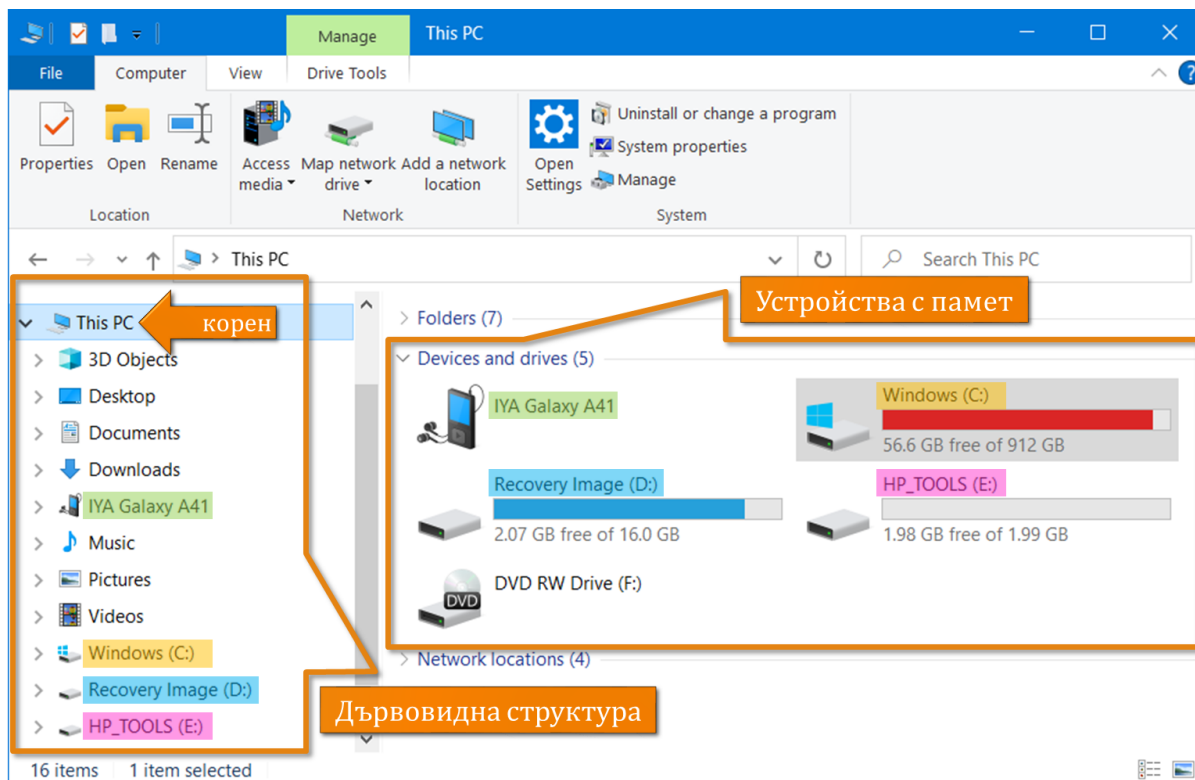 Manage
This PC
File
Computer
View
Drive Tools
Properties
Open
Rename
Access
media
Map network
drive
Add a network
location
Open
Settings
Uninstall or change a program
System properties
Manage
Location
Network
System
This PC
Search This PC
This PC
корен
3D Objects
Desktop
Documents
Downloads
IYA Galaxy A41
Music
Pictures
Videos
Windows (C:)
Recovery Image (D:)
HP_TOOLS (E:)
Устройства с памет
Folders (7)
Devices and drives (5)
IYA Galaxy A41
Windows (C:)
56.6 GB free of 912 GB
Recovery Image (D:)
2.07 GB free of 16.0 GB
HP_TOOLS (E:)
1.98 GB free of 1.99 GB
DVD
DVD RW Drive (F:)
Network locations (4)
Дървовидна структура
16 items
1 item selected